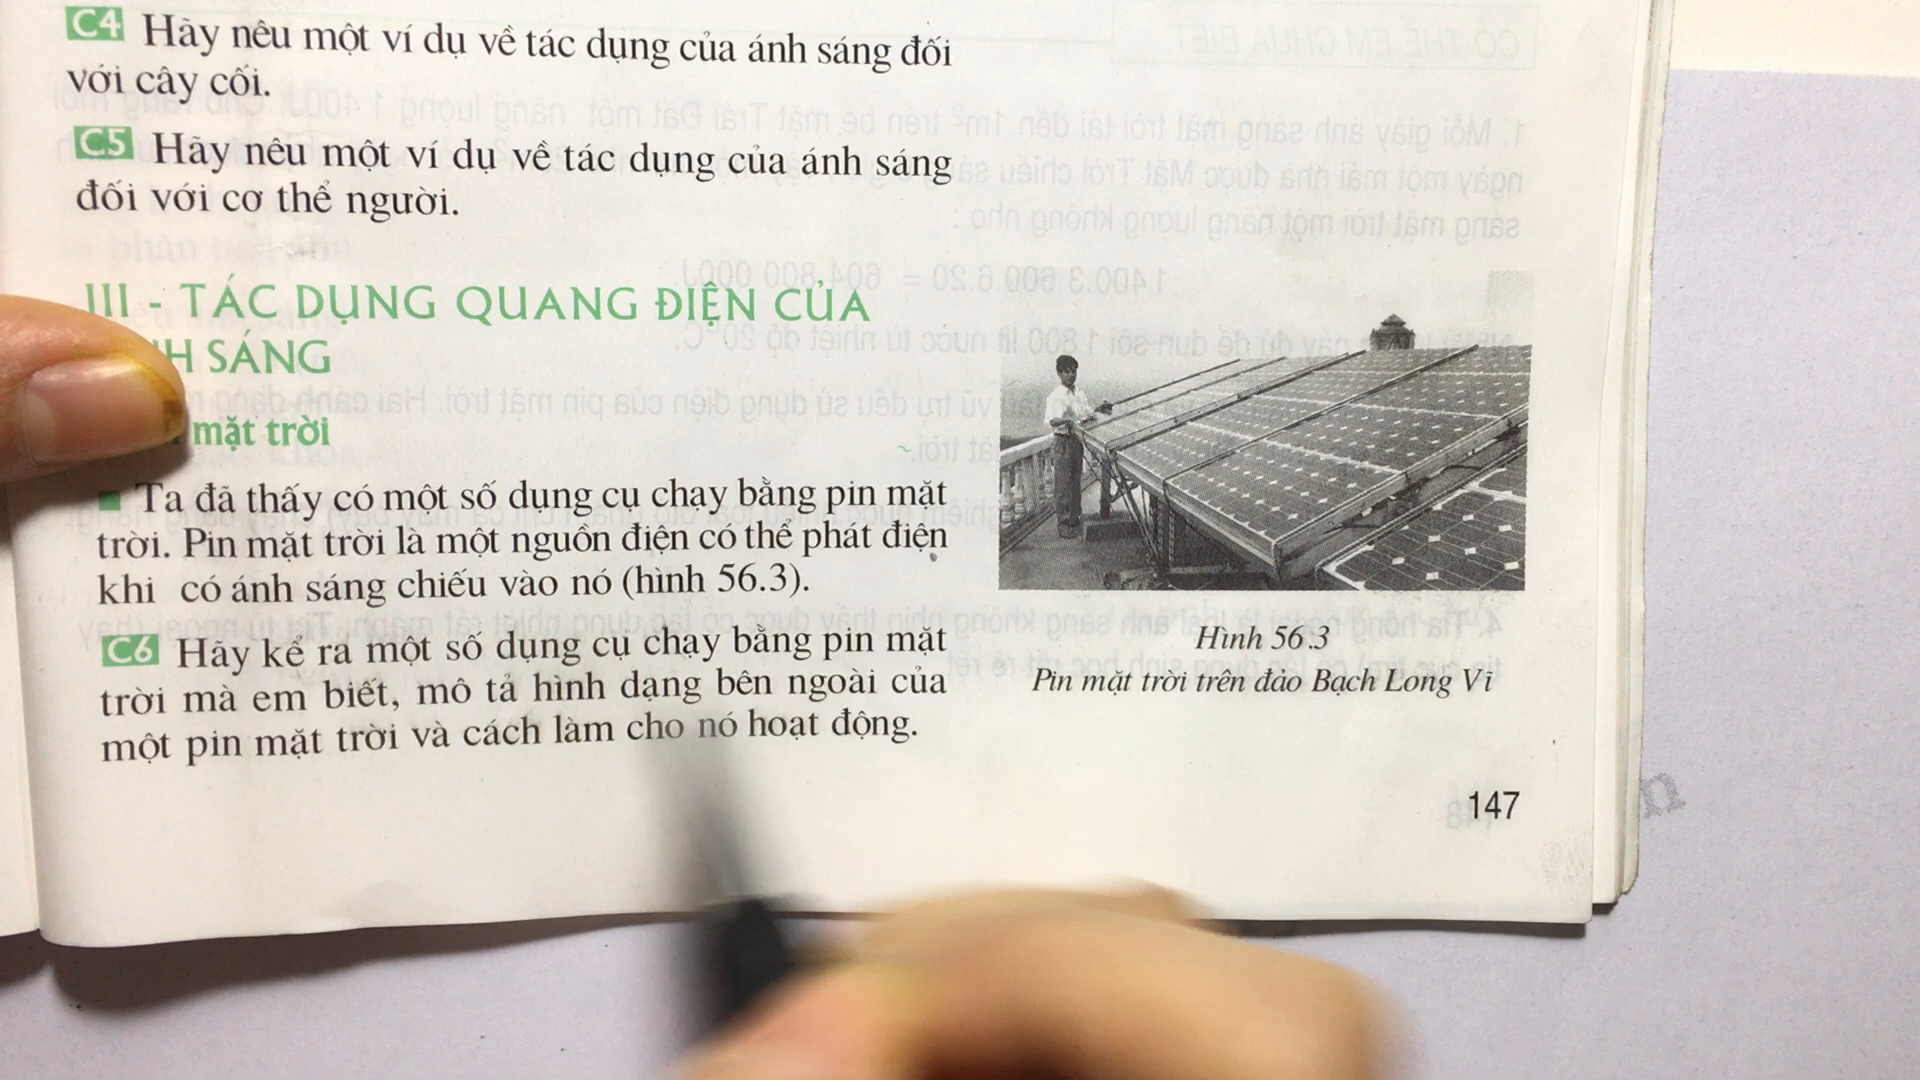 C4 Hãy nêu một ví dụ về tác dụng của ánh sáng đối
với cây cối.
C5 Hãy nêu một ví dụ về tác dụng của ánh sáng
đối với cơ thể người.
III - TÁC DỤNG QUANG ĐIỆN CỦA
SÁNG
mặt trời
Ta đã thấy có một số dụng cụ chạy bằng pin mặt
trời. Pin mặt trời là một nguồn điện có thể phát điện
khi có ánh sáng chiếu vào nó (hình 56.3).
C6 Hãy kể ra một số dụng cụ chạy bằng pin mặt
trời mà em biết, mô tả hình dạng bên ngoài của
một pin mặt trời và cách làm cho nó hoạt động.
Hình 56.3
Pin mặt trời trên đảo Bạch Long Vĩ
147